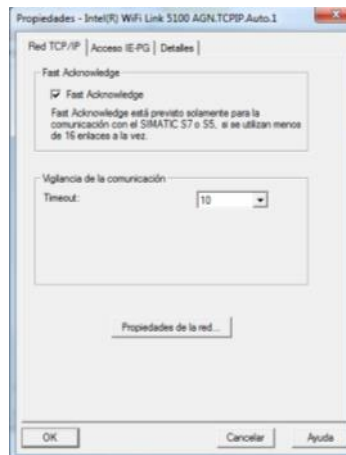 Propiedades - Intel(R) WiFi Link 5100 AGN.TCPIP.Auto.1
Red TCP/IP Acceso IE-PG Detalles
Fast Acknowledge
Fast Acknowledge
Fast Acknowledge está previsto solamente para la
comunicación con el SIMATIC S7 o S5, si se utilizan menos
de 16 enlaces a la vez.
Vigilancia de la comunicación
Timeout: 10
Propiedades de la red...
OK Cancelar Ayuda